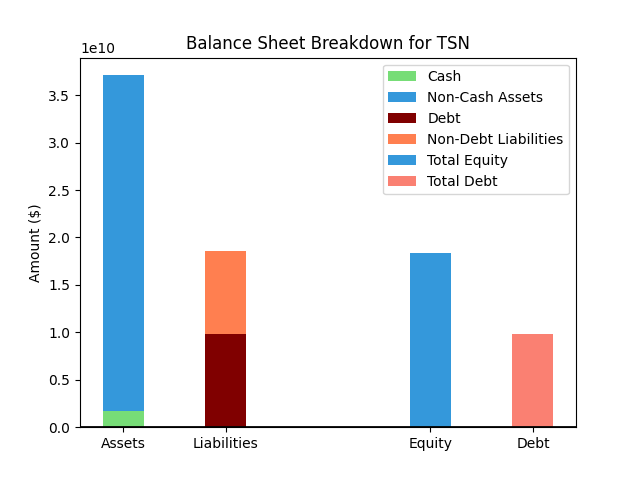 Balance Sheet Breakdown for TSN
1e10
3.5
3.0
2.5
2.0
1.5
1.0
0.5
0.0
Amount ($)
Cash
Non-Cash Assets
Debt
Non-Debt Liabilities
Total Equity
Total Debt
Assets
Liabilities
Equity
Debt